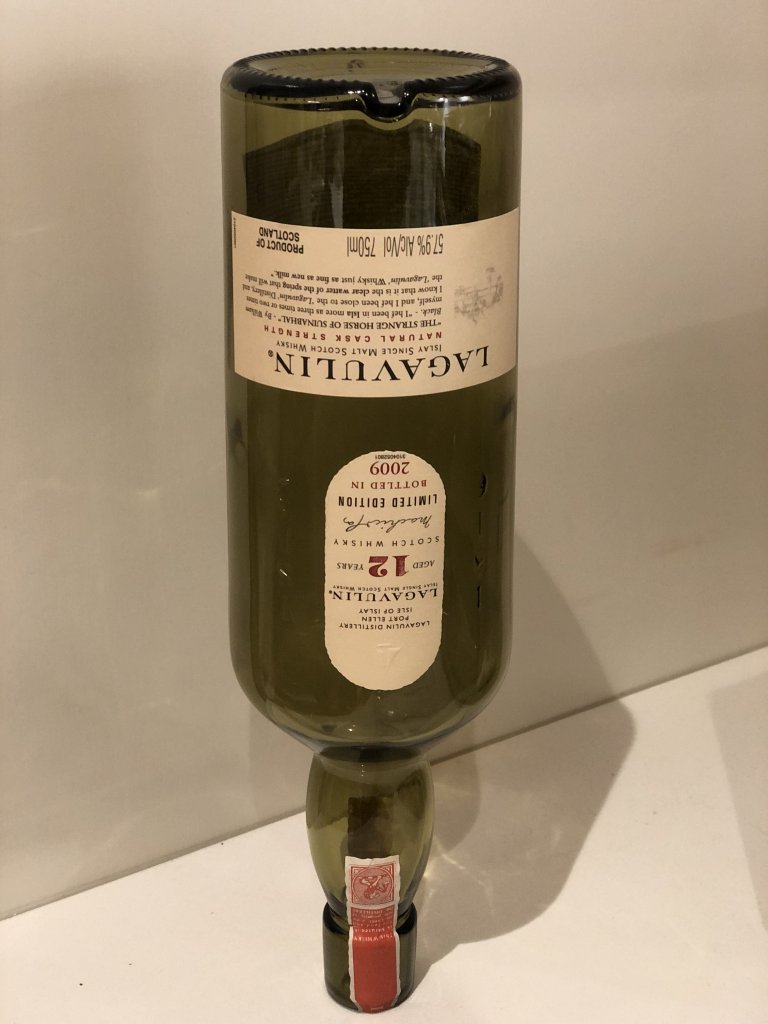 LAGAVULIN DISTILLERY
PORT ELLEN
ISLE OF ISLAY
LAGAVULIN®
ISLAY SINGLE MALT SCOTCH WHISKY
AGED 12 YEARS
SCOTCH WHISKY
LIMITED EDITION
BOTTLED IN
2009
LAGAVULIN®
ISLAY SINGLE MALT SCOTCH WHISKY
NATURAL CASK STRENGTH
"THE STRANGE HORSE OF SUINABHAL" - By William
Black. - "I hef been in Isla more as three times or two times
myself, and I hef been close to the 'Lagavulin' Distillery, and
I know that it is the clear watter of the spring that will make
the 'Lagavulin' Whisky just as fine as new milk."
57.9% Alc/Vol 750ml
PRODUCT OF
SCOTLAND